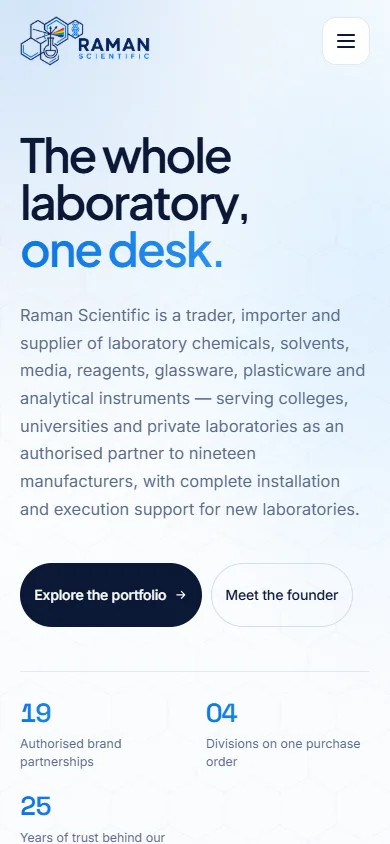 RAMAN
SCIENTIFIC
The whole
laboratory,
one desk.
Raman Scientific is a trader, importer and
supplier of laboratory chemicals, solvents,
media, reagents, glassware, plasticware and
analytical instruments — serving colleges,
universities and private laboratories as an
authorised partner to nineteen
manufacturers, with complete installation
and execution support for new laboratories.
Explore the portfolio →
Meet the founder
19
Authorised brand
partnerships
04
Divisions on one purchase
order
25
Years of trust behind our